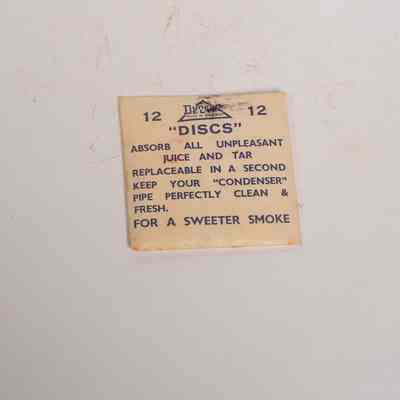 12 12
"DISCS"
ABSORB ALL UNPLEASANT
JUICE AND TAR
REPLACEABLE IN A SECOND
KEEP YOUR "CONDENSER"
PIPE PERFECTLY CLEAN &
FRESH.
FOR A SWEETER SMOKE